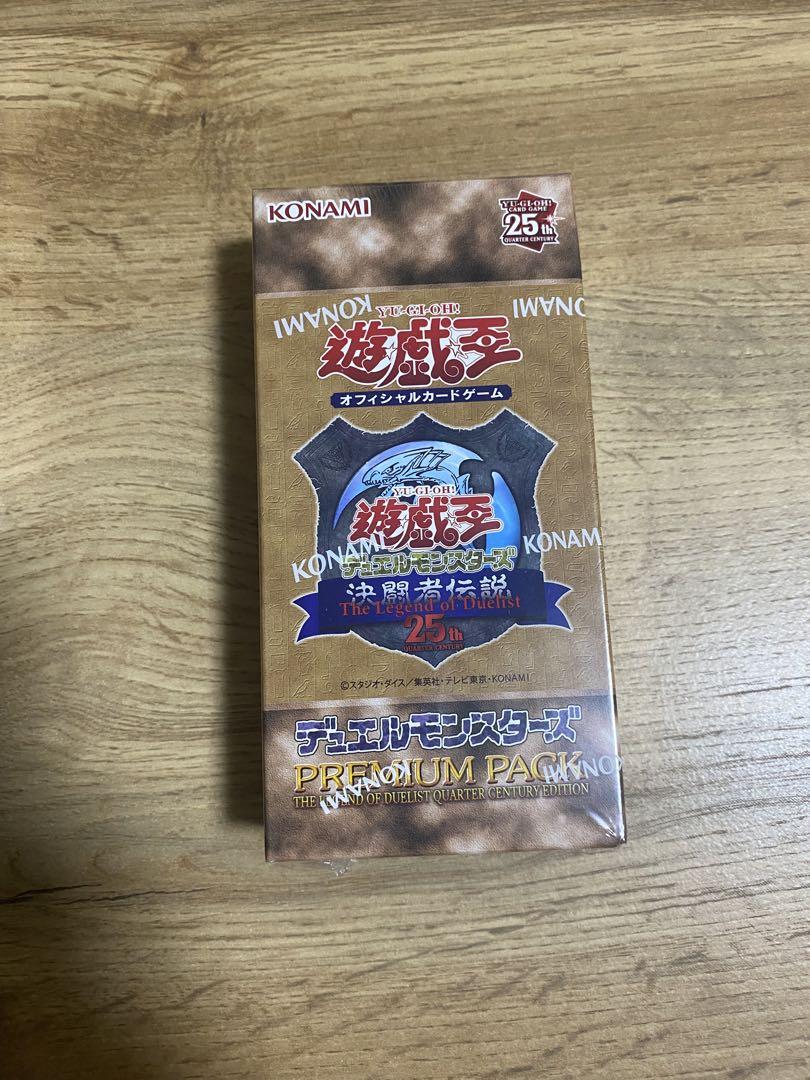 KONAMI
YU-GI-OH!
CARD GAME
25th
QUARTER CENTURY
KONAMI
KONAMI
YU-GI-OH!
遊戯王
オフィシャルカードゲーム
YU-GI-OH!
遊戯王
KONAMI
KONAMI
デュエルモンスターズ
決闘者伝説
The Legend of Duelist
25th
QUARTER CENTURY
©スタジオ・ダイス/集英社・テレビ東京・KONAMI
デュエルモンスターズ
PREMIUM PACK
KONAMI
KONAMI
THE LEGEND OF DUELIST QUARTER CENTURY EDITION